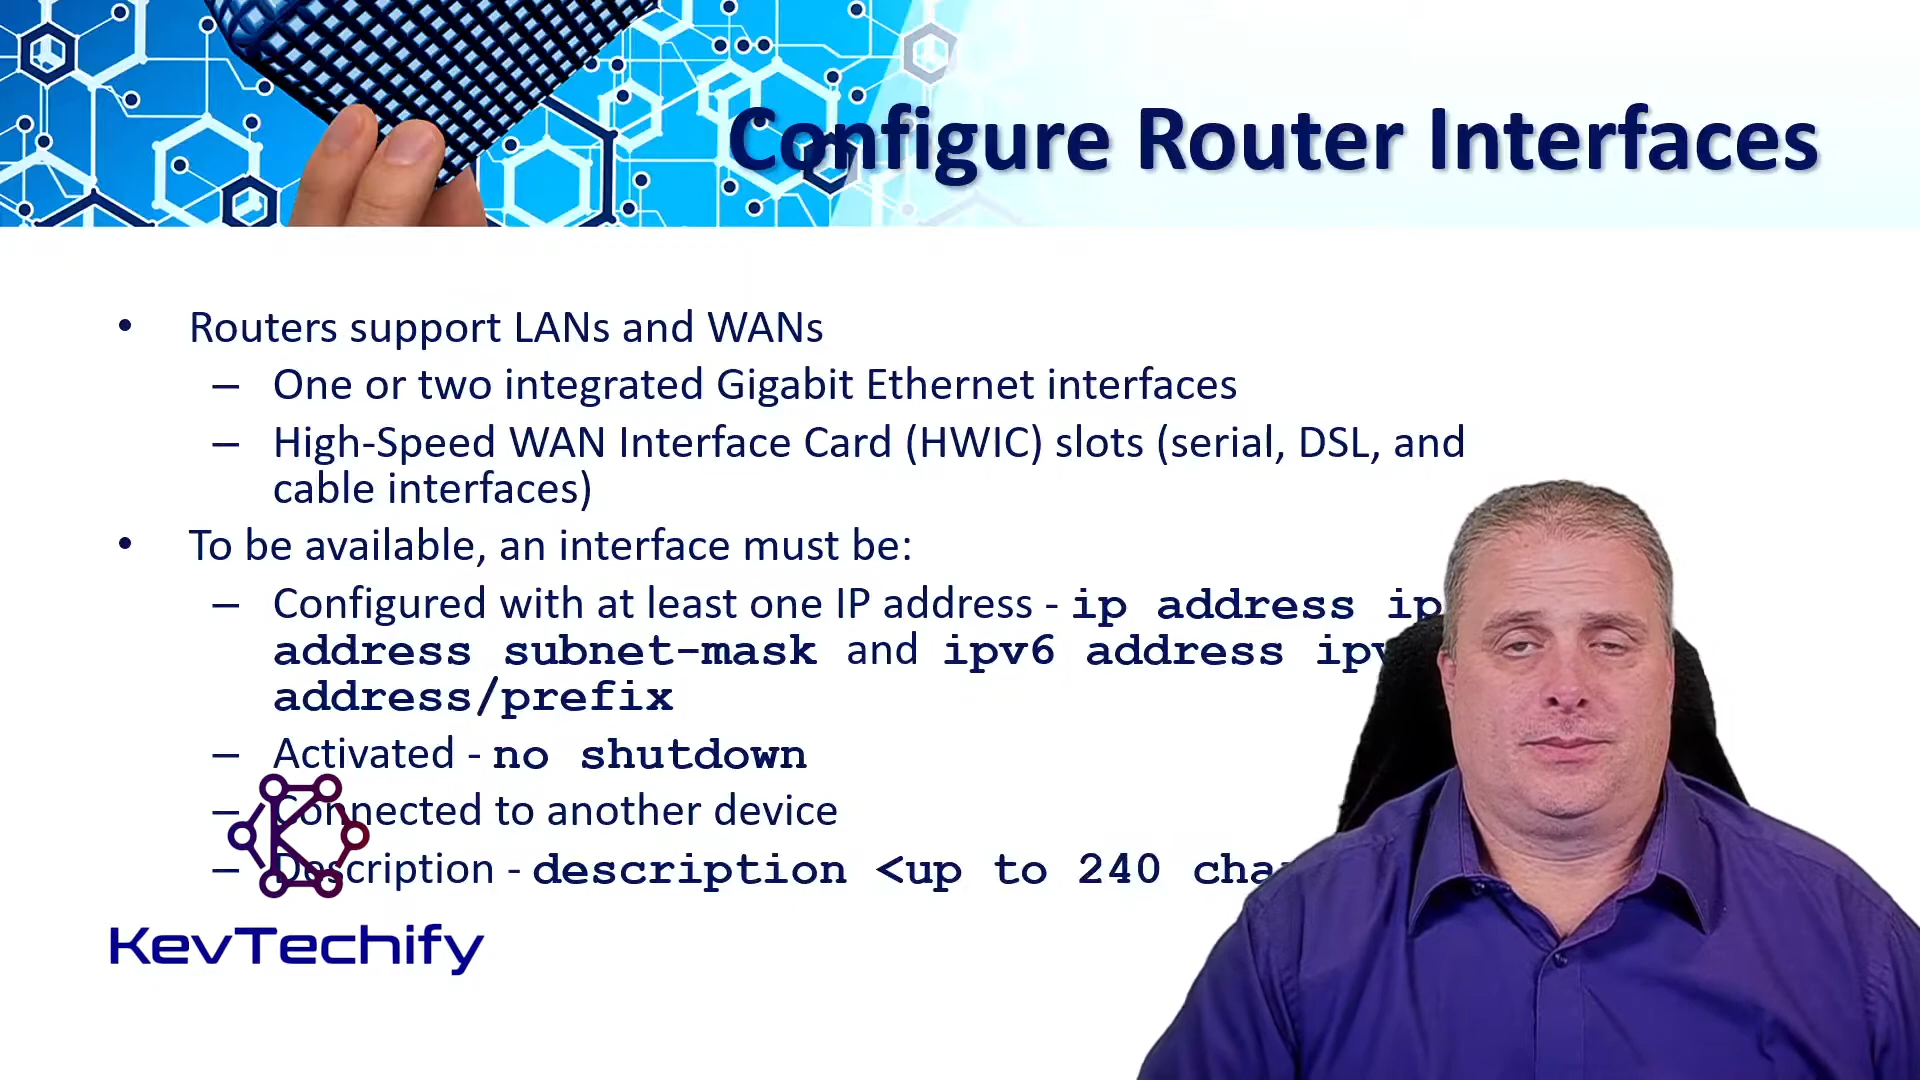 Configure Router Interfaces
• Routers support LANs and WANs
– One or two integrated Gigabit Ethernet interfaces
– High-Speed WAN Interface Card (HWIC) slots (serial, DSL, and
cable interfaces)
• To be available, an interface must be:
– Configured with at least one IP address - ip address ip
address subnet-mask and ipv6 address
address/prefix
– Activated - no shutdown
– Connected to another device
– Description - description <up to 240
KevTechify